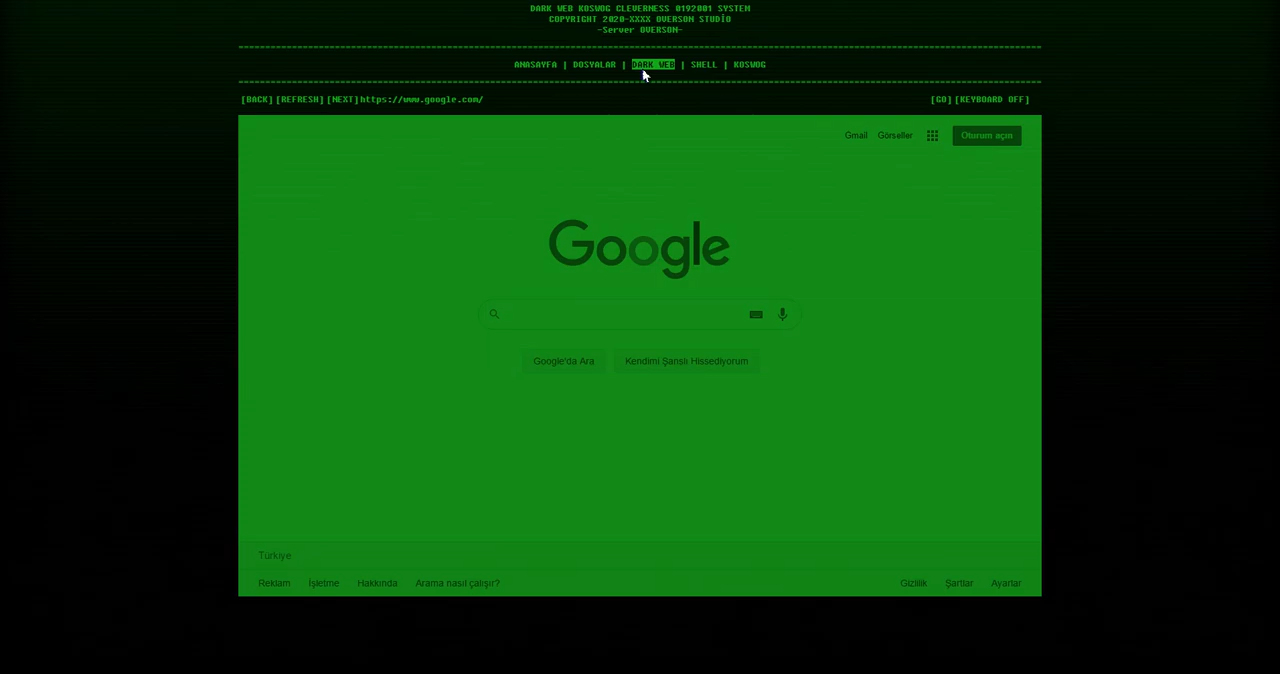 DARK WEB KOSWOG CLEVERNESS 0192001 SYSTEM
COPYRIGHT 2020-XXXX OVERSON STUDİO
-Server OVERSON-
ANASAYFA | DOSYALAR | DARK WEB | SHELL | KOSWOG
[BACK][REFRESH][NEXT]https://www.google.com/ [GO][KEYBOARD OFF]
Gmail Görseller Oturum açın
Google
Google'da Ara Kendimi Şanslı Hissediyorum
Türkiye
Reklam İşletme Hakkında Arama nasıl çalışır? Gizlilik Şartlar Ayarlar